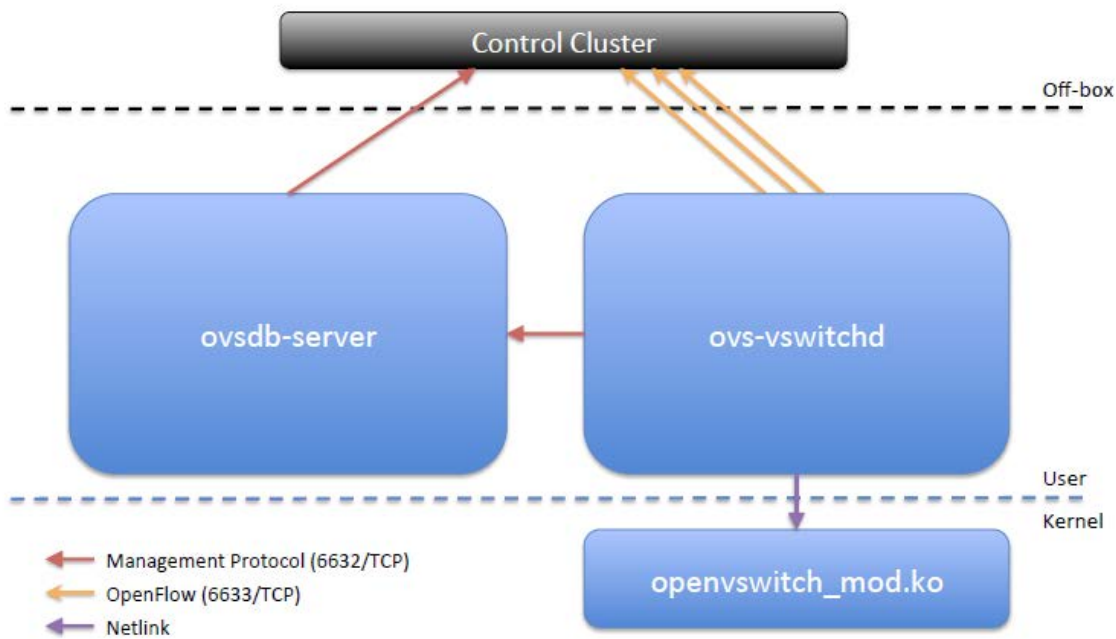 Control Cluster
Off-box
ovsdb-server
ovs-vswitchd
User
Kernel
Management Protocol (6632/TCP)
OpenFlow (6633/TCP)
Netlink
openvswitch_mod.ko